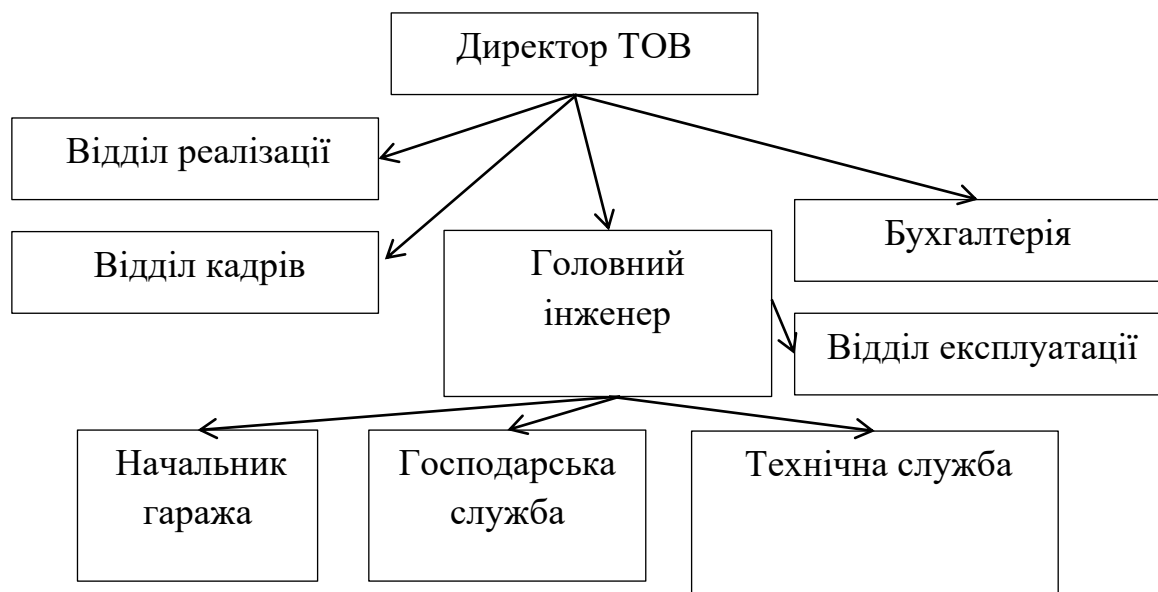 Директор ТОВ
Відділ реалізації
Бухгалтерія
Відділ кадрів
Головний
інженер
Відділ експлуатації
Начальник
гаража
Господарська
служба
Технічна служба